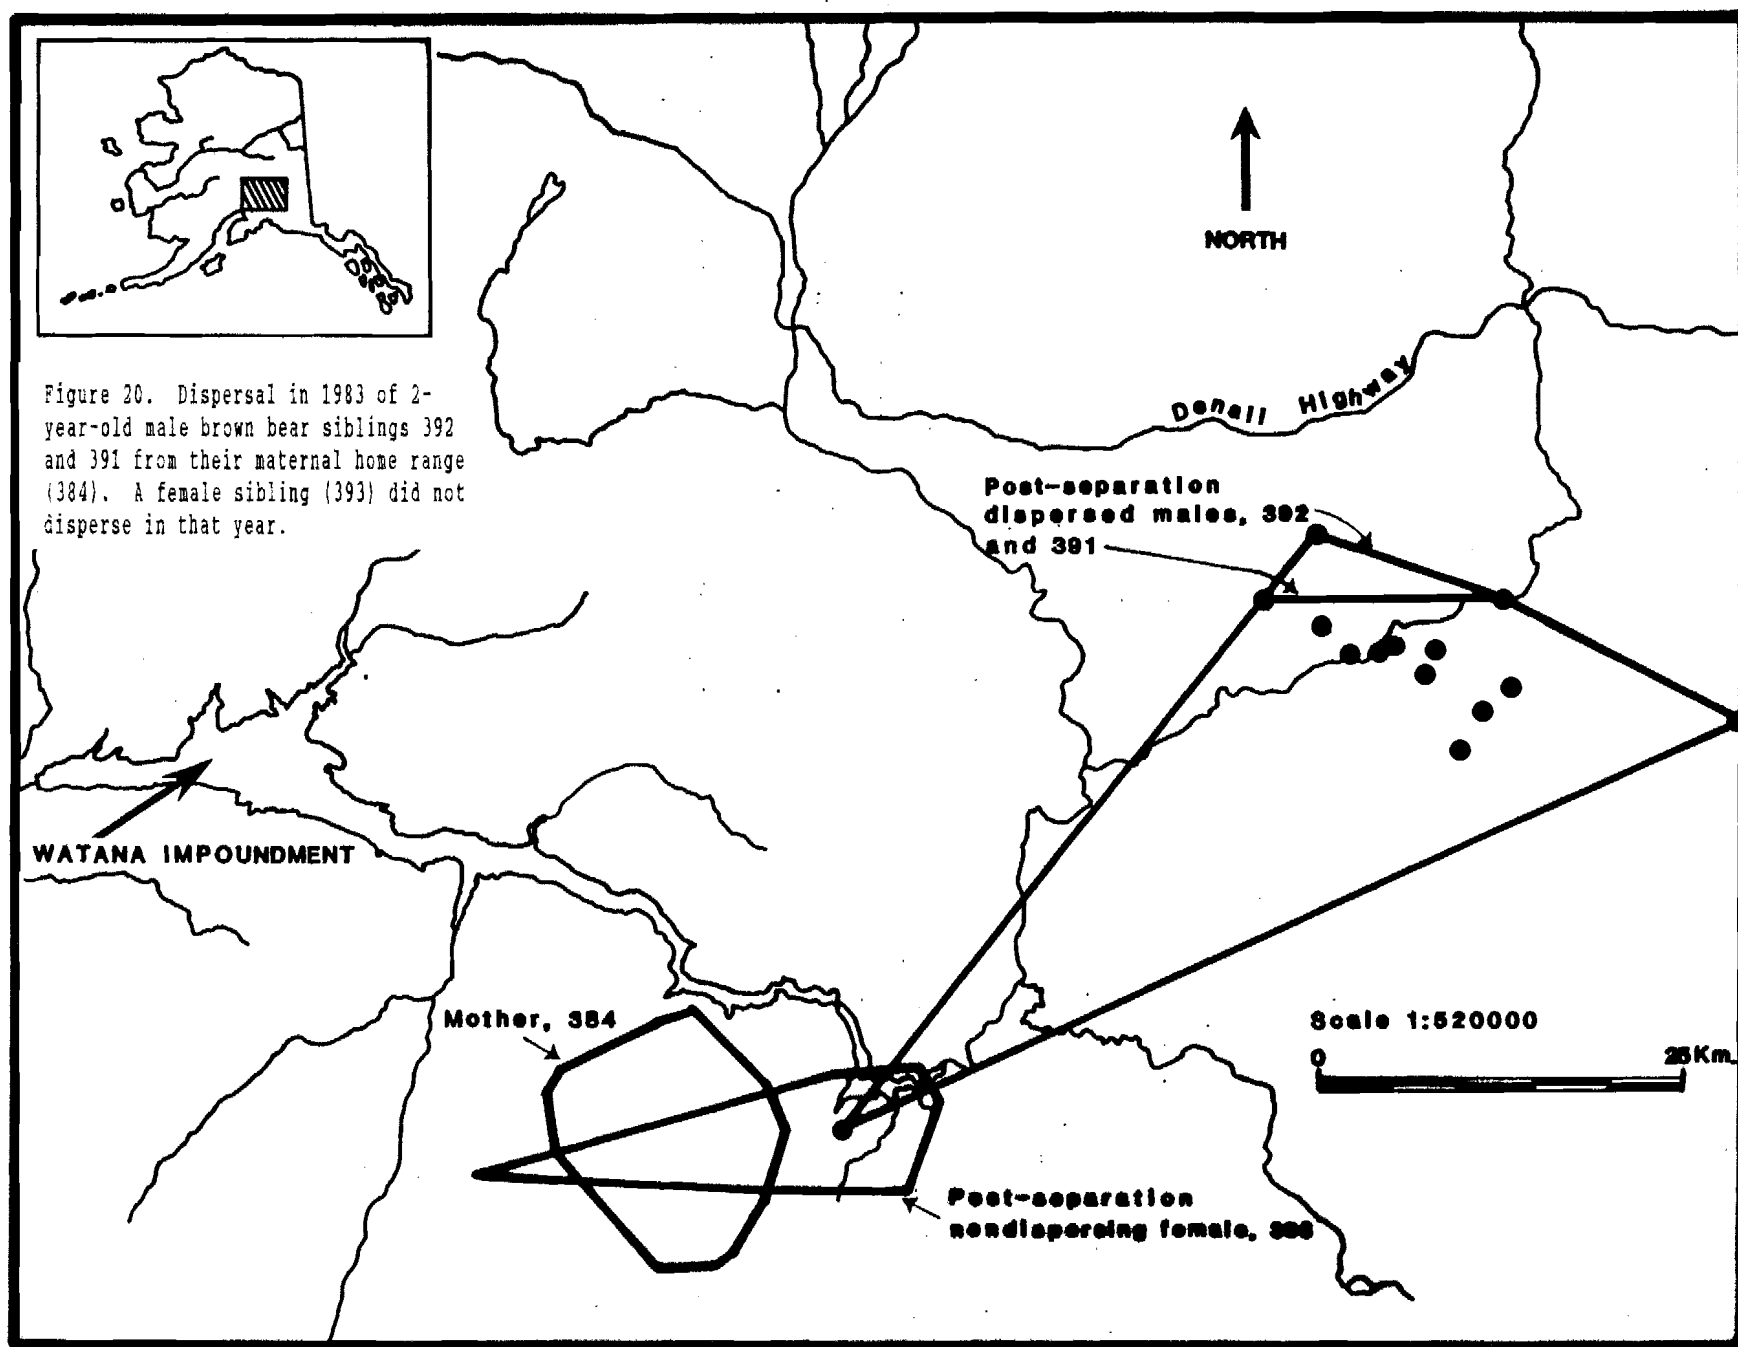 NORTH
Figure 20. Dispersal in 1983 of 2-
year-old male brown bear siblings 392
and 391 from their maternal home range
(384). A female sibling (393) did not
disperse in that year.
Denali Highway
Post-separation
dispersed males, 392
and 391
WATANA IMPOUNDMENT
Mother, 384
Scale 1:520000
0 25 Km.
Post-separation
nondispersing female,